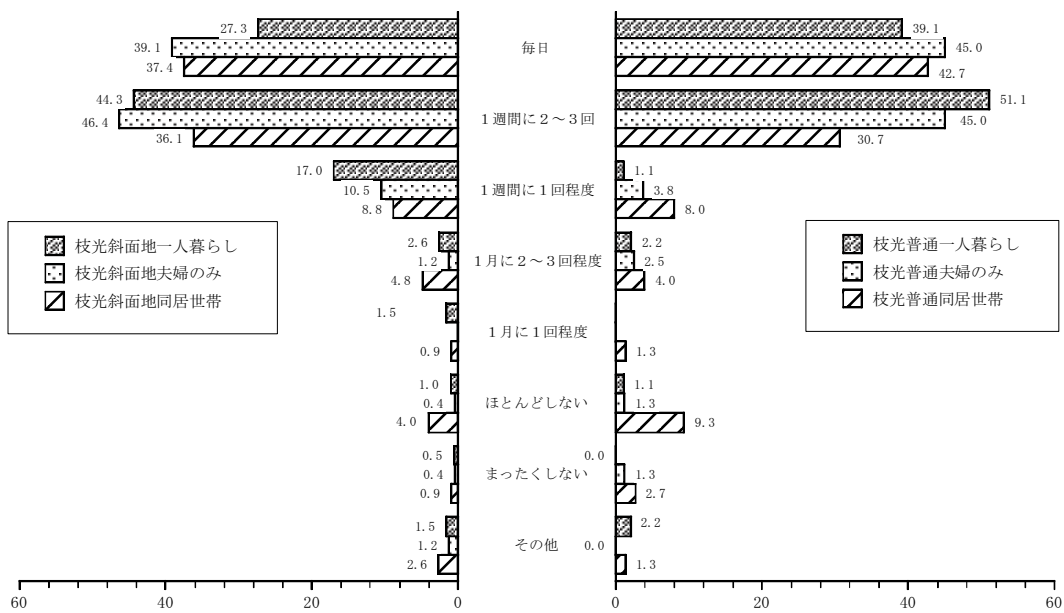 27.3 毎日 39.1
39.1 45.0
37.4 42.7
44.3 51.1
46.4 1週間に2〜3回 45.0
36.1 30.7
17.0 1.1
10.5 1週間に1回程度 3.8
8.8 8.0
2.6 2.2
1.2 1月に2〜3回程度 2.5
4.8 4.0
1.5
1月に1回程度
0.9 1.3
1.0 1.1
0.4 ほとんどしない 1.3
4.0 9.3
0.5 0.0
0.4 まったくしない 1.3
0.9 2.7
1.5 2.2
1.2 その他 0.0
2.6 1.3
枝光斜面地一人暮らし
枝光斜面地夫婦のみ
枝光斜面地同居世帯
枝光普通一人暮らし
枝光普通夫婦のみ
枝光普通同居世帯
60 40 20 0 0 20 40 60